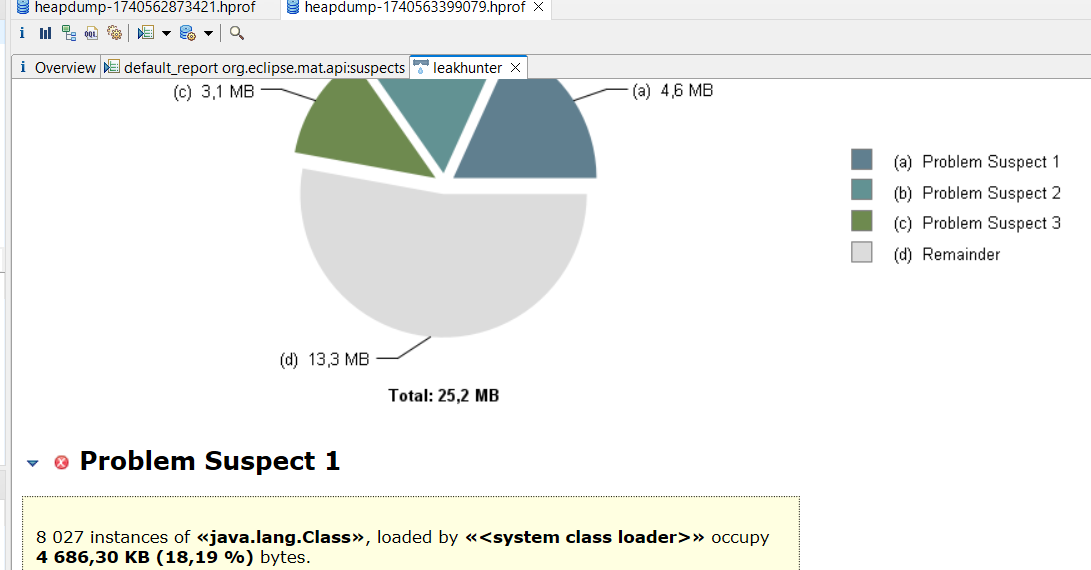 heapdump-1740562873421.hprof
heapdump-1740563399079.hprof
Overview
default_report org.eclipse.mat.api:suspects
leakhunter
(c) 3,1 MB
(a) 4,6 MB
(a) Problem Suspect 1
(b) Problem Suspect 2
(c) Problem Suspect 3
(d) Remainder
(d) 13,3 MB
Total: 25,2 MB
Problem Suspect 1
8 027 instances of «java.lang.Class», loaded by «<system class loader>» occupy
4 686,30 KB (18,19 %) bytes.